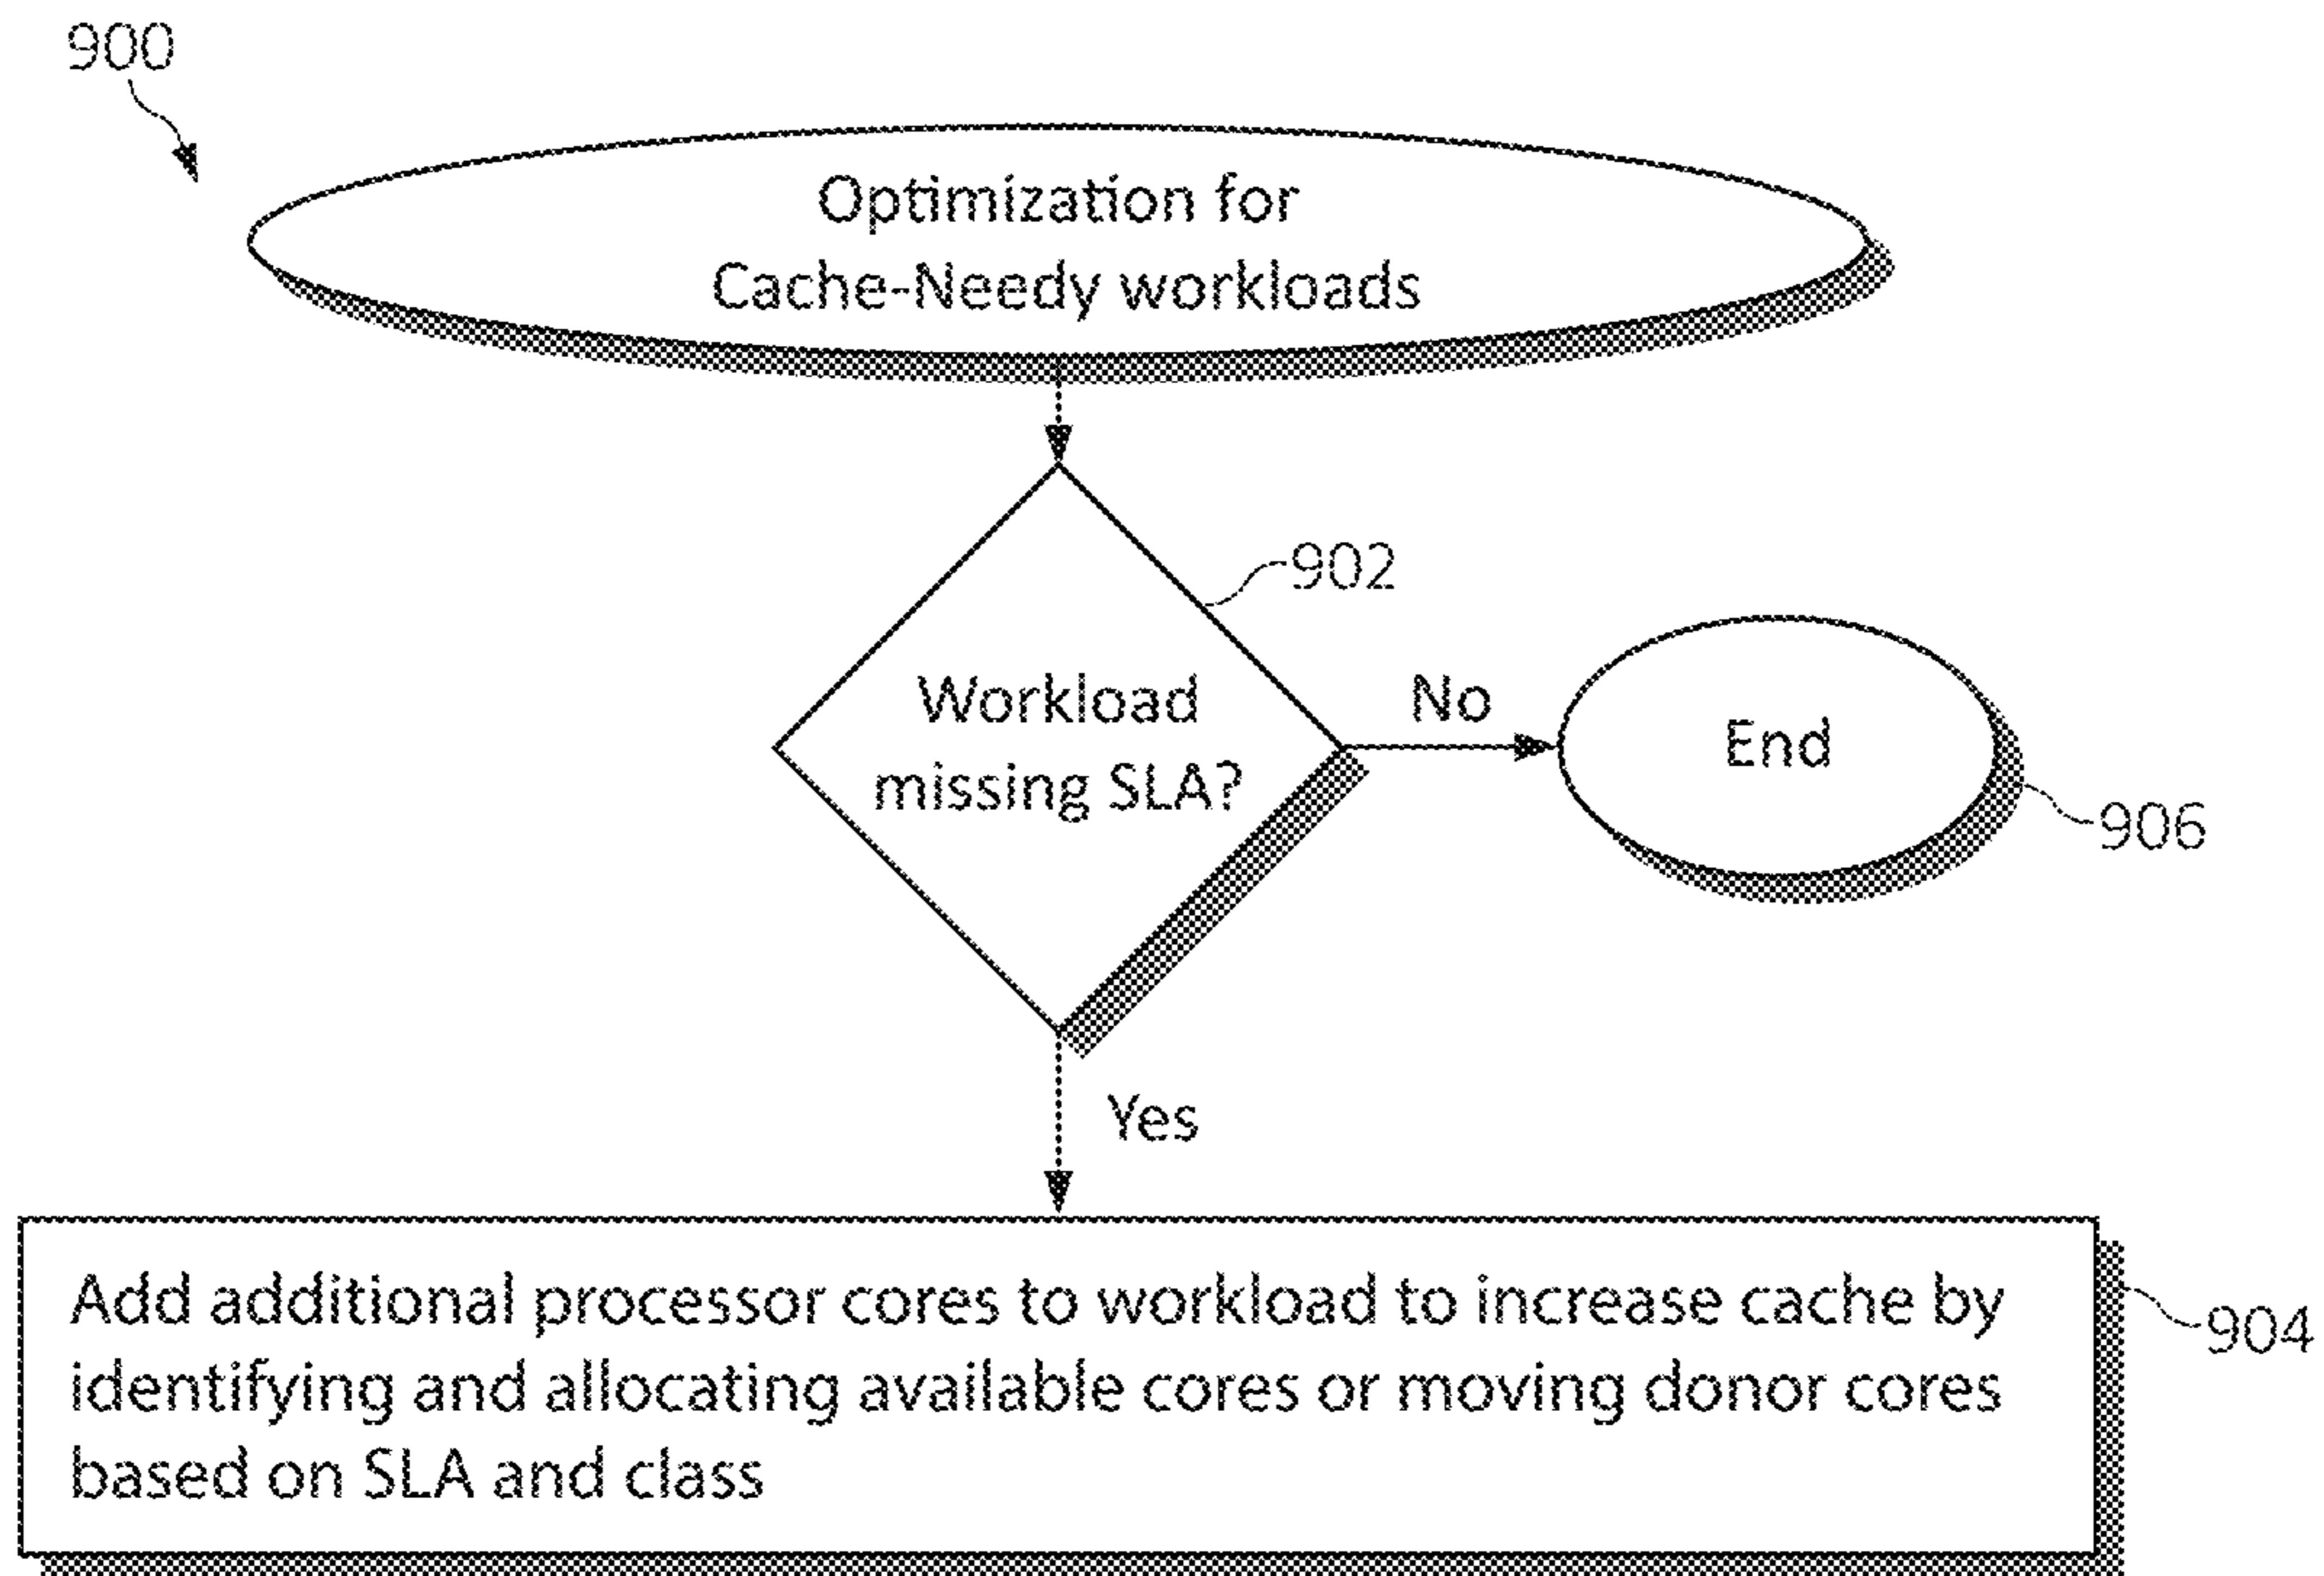 900
Optimization for
Cache-Needy workloads
902
Workload
missing SLA?
No
End
906
Yes
Add additional processor cores to workload to increase cache by
identifying and allocating available cores or moving donor cores
based on SLA and class
904